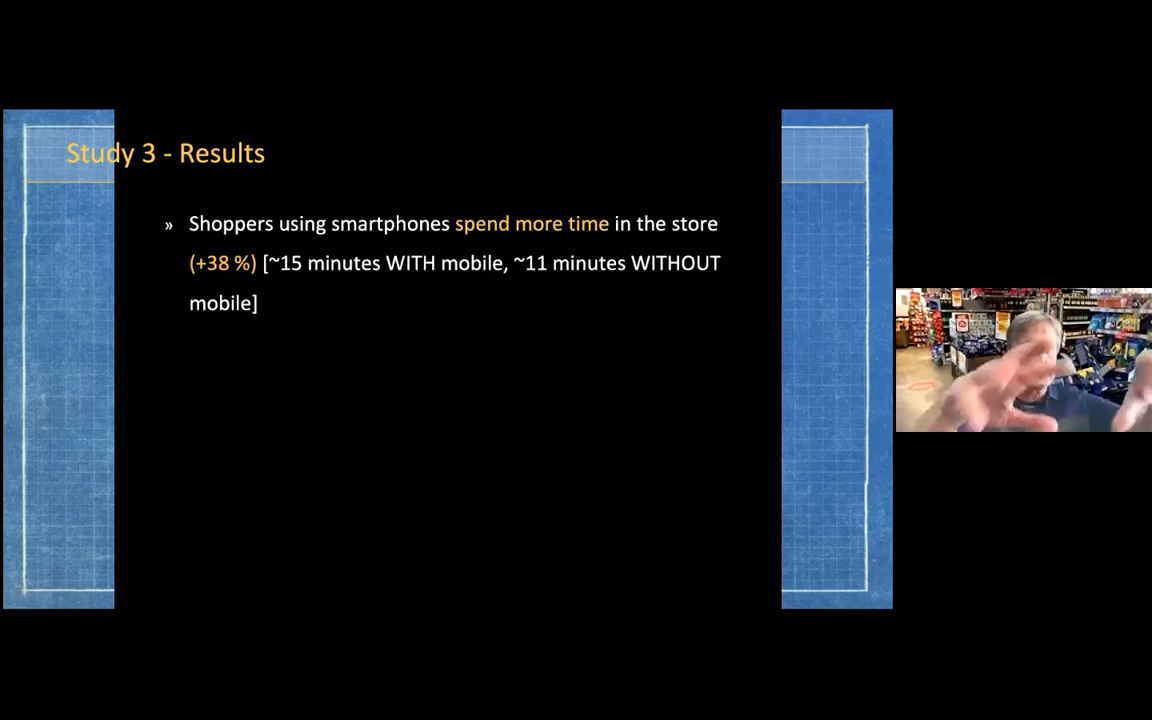 Study 3 - Results
» Shoppers using smartphones spend more time in the store
(+38 %) [~15 minutes WITH mobile, ~11 minutes WITHOUT
mobile]